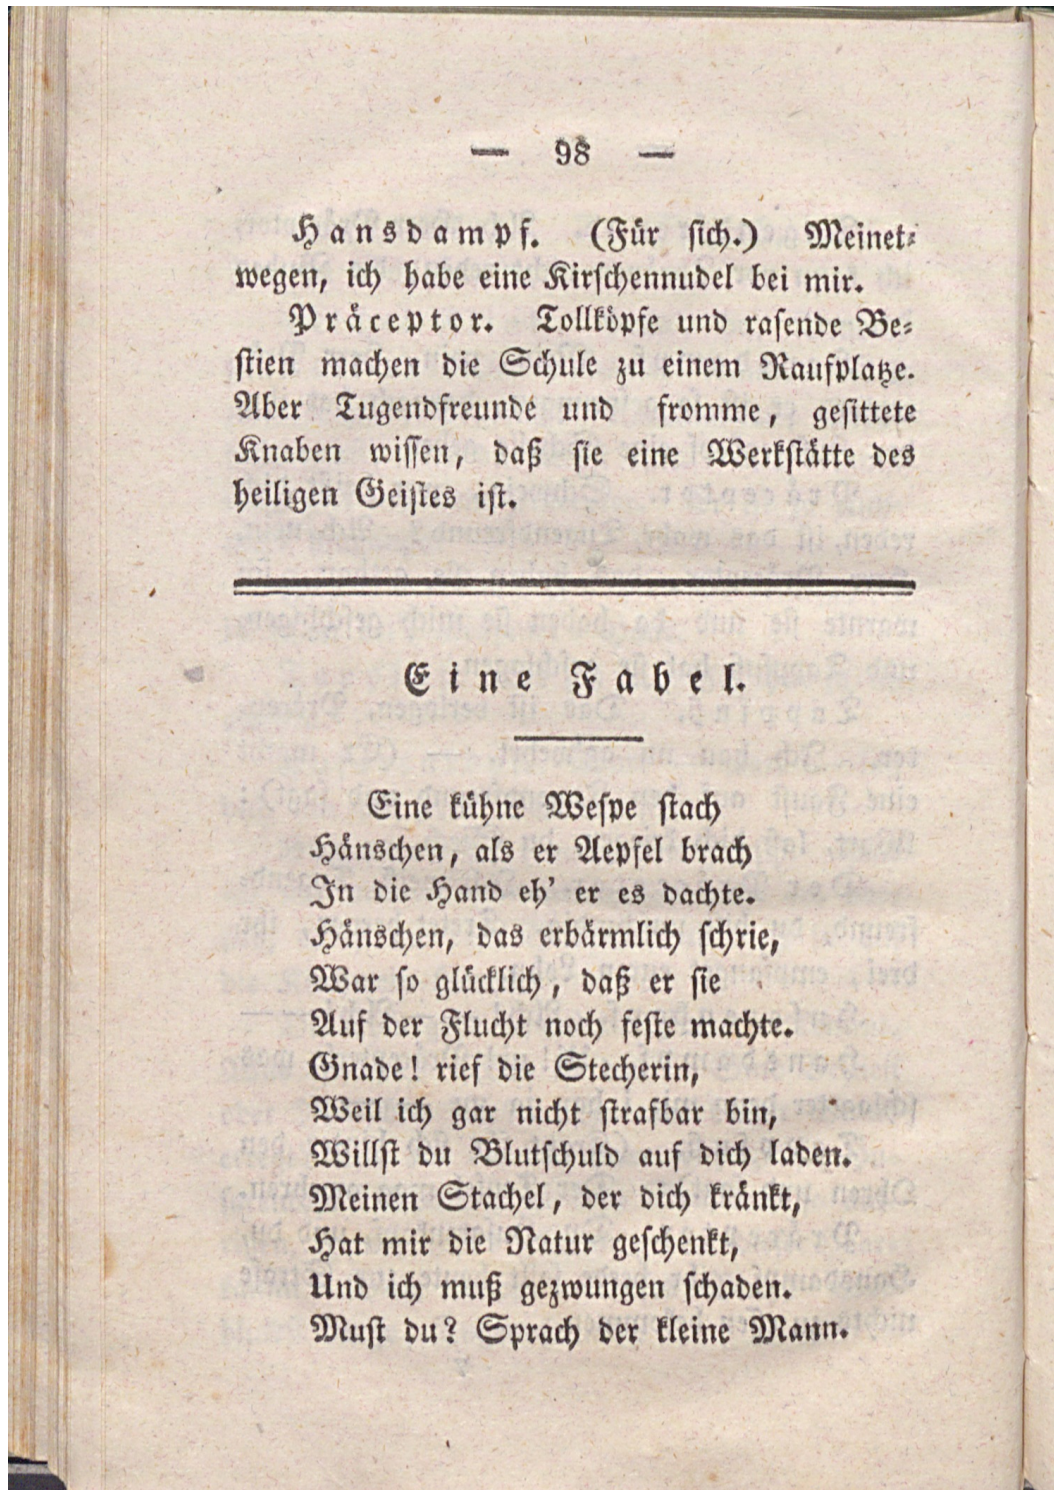 — 98 —
Hansdampf. (Für sich.) Meinet-
wegen, ich habe eine Kirschennudel bei mir.
Präceptor. Tollköpfe und rasende Be-
stien machen die Schule zu einem Raufplatze.
Aber Tugendfreunde und fromme, gesittete
Knaben wissen, daß sie eine Werkstätte des
heiligen Geistes ist.
Eine Fabel.
Eine kühne Wespe stach
Hänschen, als er Aepfel brach
In die Hand eh' er es dachte.
Hänschen, das erbärmlich schrie,
War so glücklich, daß er sie
Auf der Flucht noch feste machte.
Gnade! rief die Stecherin,
Weil ich gar nicht strafbar bin,
Willst du Blutschuld auf dich laden.
Meinen Stachel, der dich kränkt,
Hat mir die Natur geschenkt,
Und ich muß gezwungen schaden.
Must du? Sprach der kleine Mann.